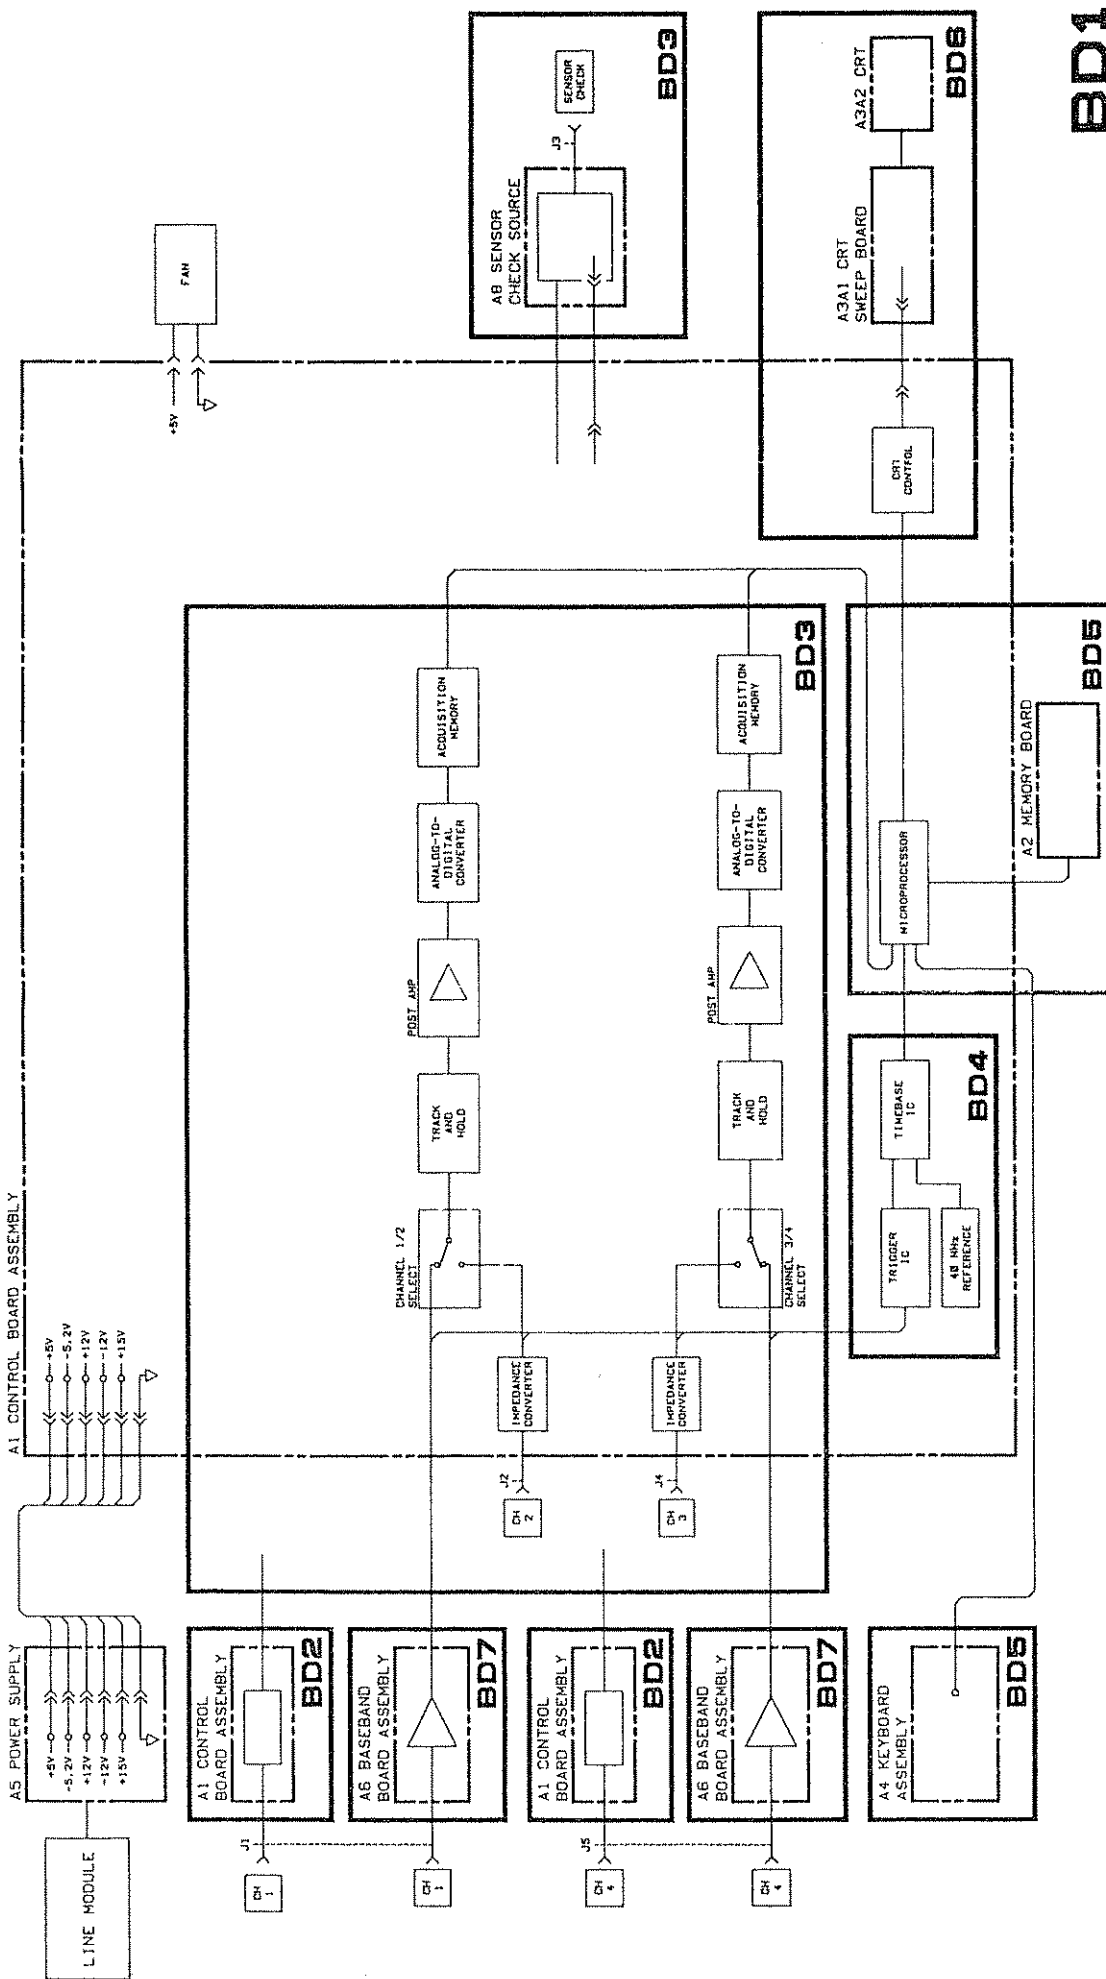 A1 CONTROL BOARD ASSEMBLY
A5 POWER SUPPLY
LINE MODULE
+5V
-5.2V
+12V
-12V
+15V
+5V
-5.2V
+12V
-12V
+15V
+5V
FAN
CH
1
J1
A1 CONTROL
BOARD ASSEMBLY
BD2
CH
1
A6 BASEBAND
BOARD ASSEMBLY
BD7
CH
4
J5
A1 CONTROL
BOARD ASSEMBLY
BD2
CH
4
A6 BASEBAND
BOARD ASSEMBLY
BD7
A4 KEYBOARD
ASSEMBLY
BD5
CH
2
J2
IMPEDANCE
CONVERTER
CH
3
J4
IMPEDANCE
CONVERTER
CHANNEL 1/2
SELECT
TRACK
AND
HOLD
POST AMP
ANALOG-TO-
DIGITAL
CONVERTER
ACQUISITION
MEMORY
CHANNEL 3/4
SELECT
TRACK
AND
HOLD
POST AMP
ANALOG-TO-
DIGITAL
CONVERTER
ACQUISITION
MEMORY
BD3
TRIGGER
IC
40 MHz
REFERENCE
TIMEBASE
IC
BD4
MICROPROCESSOR
A2 MEMORY BOARD
BD5
A8 SENSOR
CHECK SOURCE
J3
SENSOR
CHECK
BD3
CRT
CONTROL
A3A1 CRT
SWEEP BOARD
A3A2 CRT
BD6
BD1